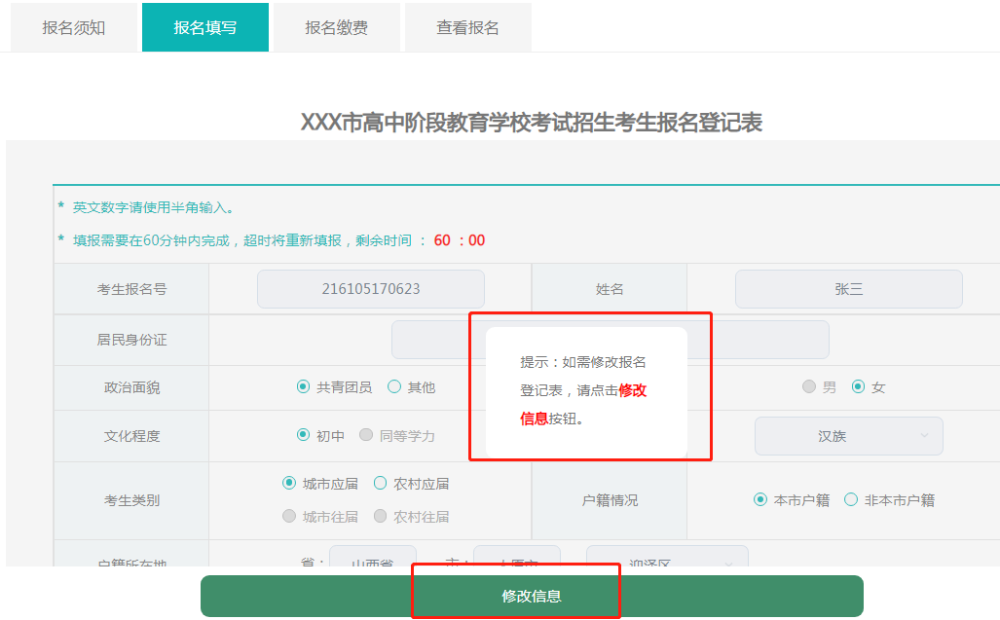 报名须知 报名填写 报名缴费 查看报名
XXX市高中阶段教育学校考试招生考生报名登记表
* 英文数字请使用半角输入。
* 填报需要在60分钟内完成，超时将重新填报，剩余时间 ： 60 ：00
考生报名号 216105170623 姓名 张三
居民身份证
提示：如需修改报名
登记表，请点击修改
信息按钮。
政治面貌 共青团员 其他 男 女
文化程度 初中 同等学力 汉族
考生类别 城市应届 农村应届 户籍情况 本市户籍 非本市户籍
城市往届 农村往届
户籍所在地 省： 山西省 市： 太原市 迎泽区
修改信息